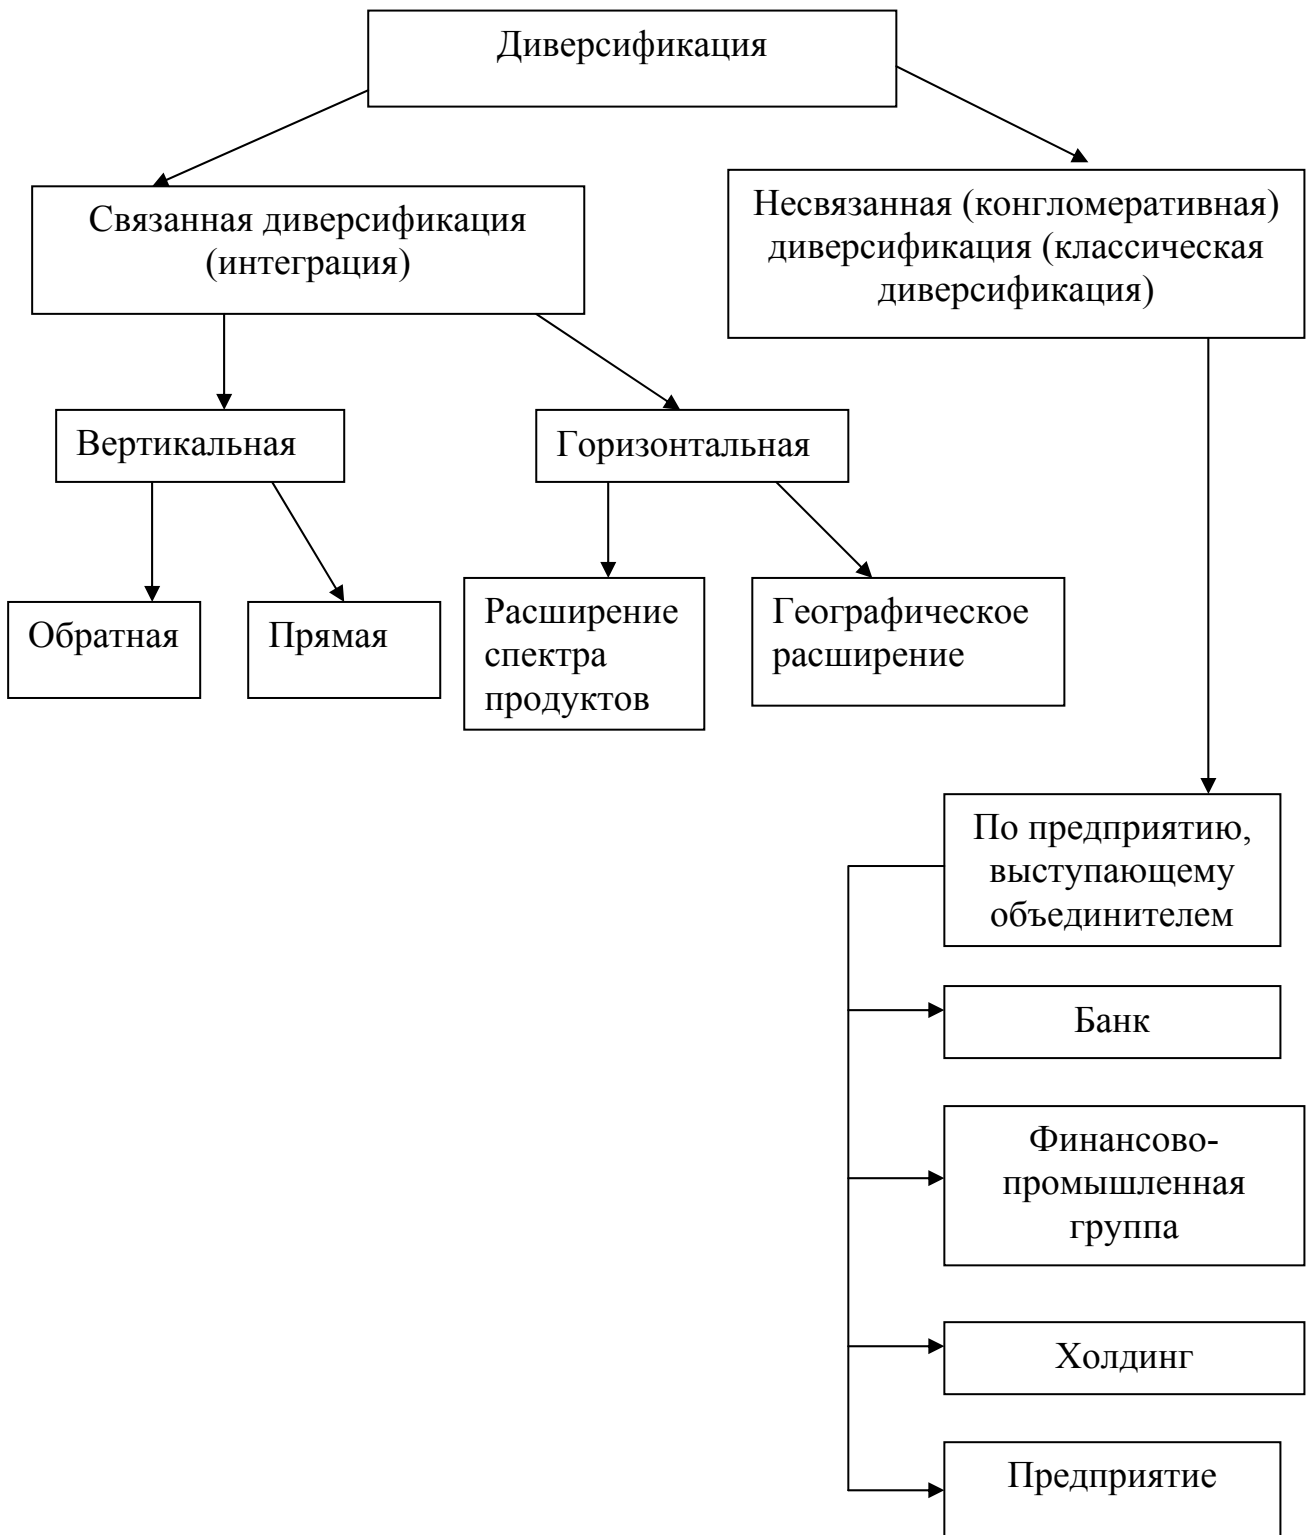 Диверсификация
Связанная диверсификация
(интеграция)
Несвязанная (конгломеративная)
диверсификация (классическая
диверсификация)
Вертикальная
Горизонтальная
Обратная
Прямая
Расширение
спектра
продуктов
Географическое
расширение
По предприятию,
выступающему
объединителем
Банк
Финансово-
промышленная
группа
Холдинг
Предприятие